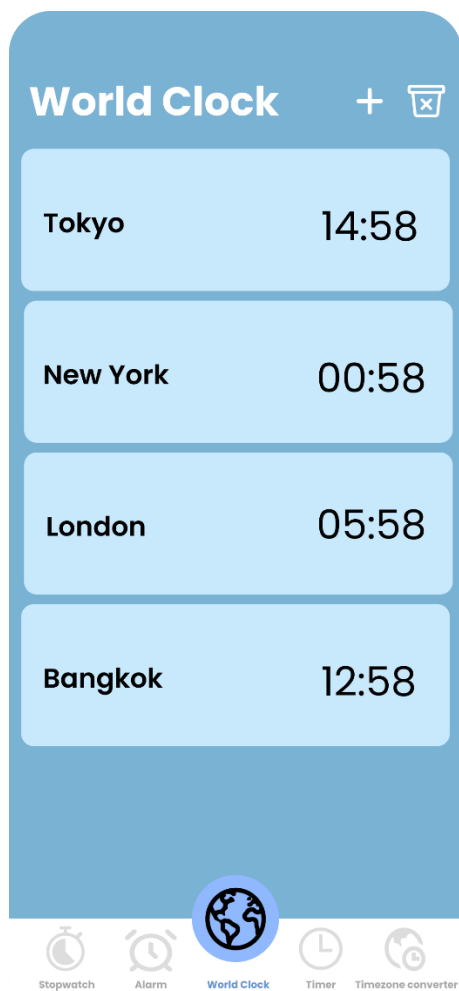 World Clock
Tokyo 14:58
New York 00:58
London 05:58
Bangkok 12:58
Stopwatch Alarm World Clock Timer Timezone converter